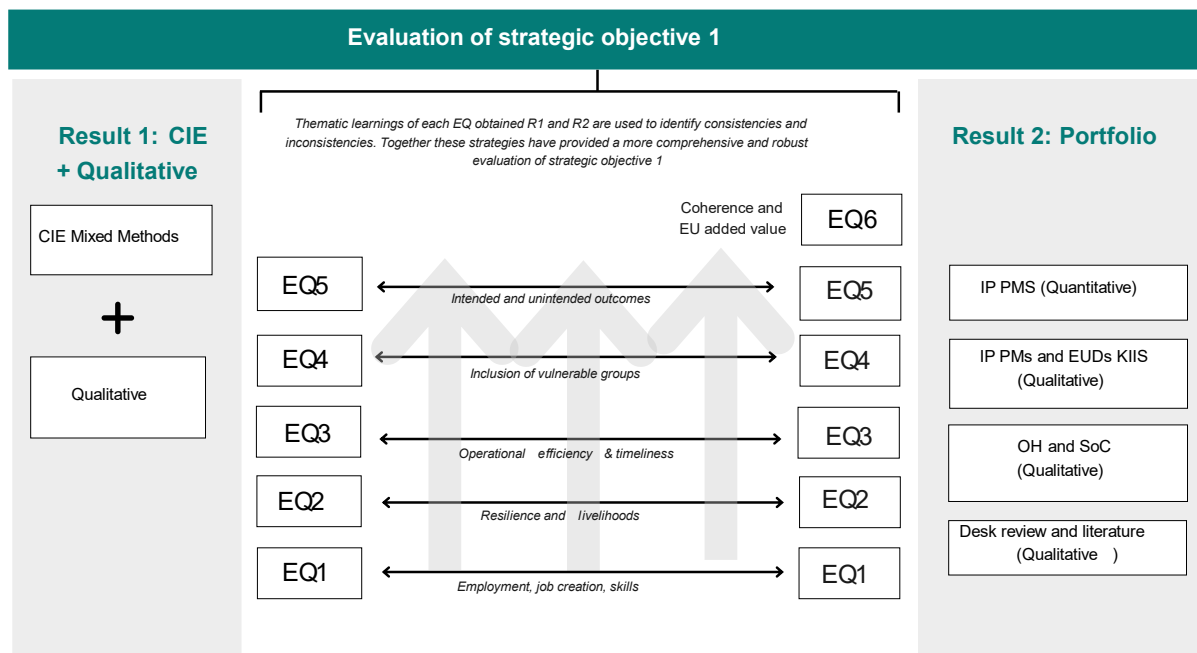 Evaluation of strategic objective 1
Result 1: CIE
+ Qualitative
CIE Mixed Methods
+
Qualitative
Thematic learnings of each EQ obtained R1 and R2 are used to identify consistencies and
inconsistencies. Together these strategies have provided a more comprehensive and robust
evaluation of strategic objective 1
Coherence and
EU added value
EQ6
EQ5
Intended and unintended outcomes
EQ5
EQ4
Inclusion of vulnerable groups
EQ4
EQ3
Operational efficiency & timeliness
EQ3
EQ2
Resilience and livelihoods
EQ2
EQ1
Employment, job creation, skills
EQ1
Result 2: Portfolio
IP PMS (Quantitative)
IP PMs and EUDs KIIS
(Qualitative)
OH and SoC
(Qualitative)
Desk review and literature
(Qualitative )